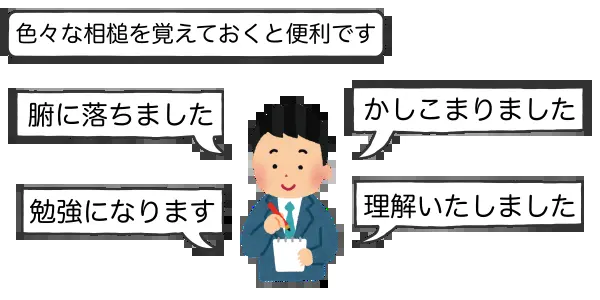 色々な相槌を覚えておくと便利です
腑に落ちました
かしこまりました
勉強になります
理解いたしました